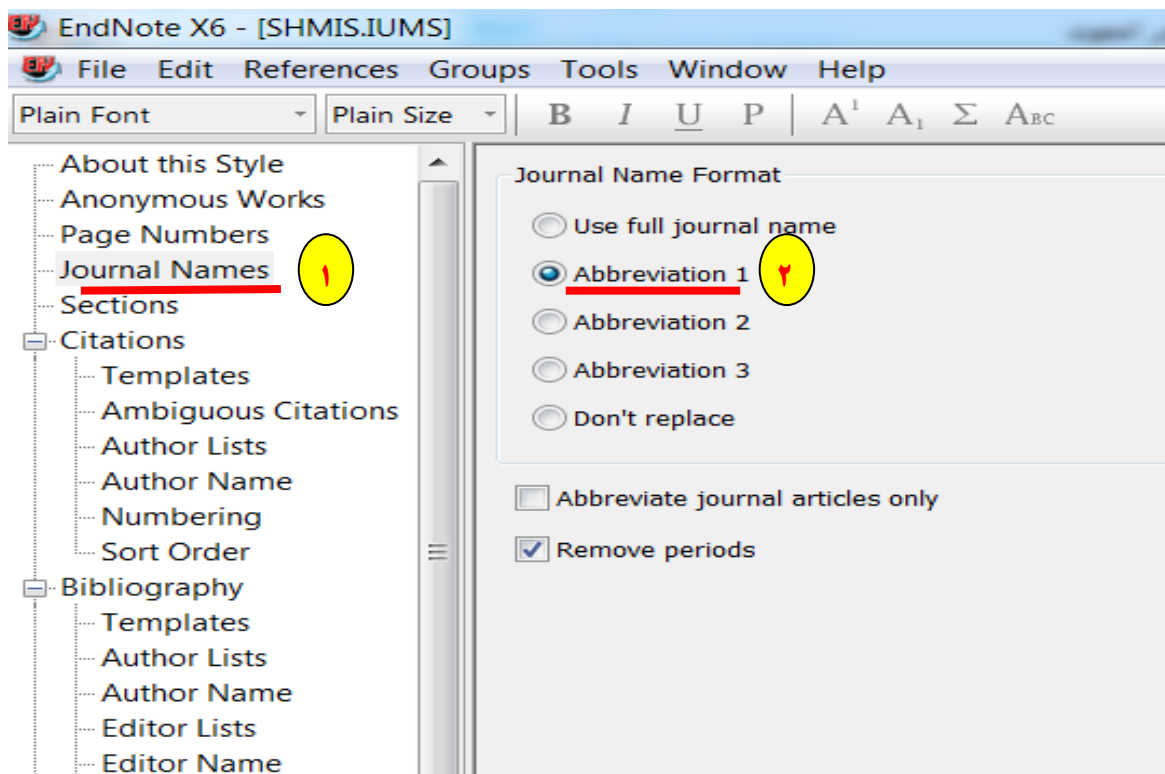 EndNote X6 - [SHMIS.IUMS]
File Edit References Groups Tools Window Help
Plain Font Plain Size B I U P A¹ A₁ Σ ABC
About this Style
Anonymous Works
Page Numbers
Journal Names ۱
Sections
Citations
Templates
Ambiguous Citations
Author Lists
Author Name
Numbering
Sort Order
Bibliography
Templates
Author Lists
Author Name
Editor Lists
Editor Name
Journal Name Format
Use full journal name
Abbreviation 1 ۲
Abbreviation 2
Abbreviation 3
Don't replace
Abbreviate journal articles only
Remove periods